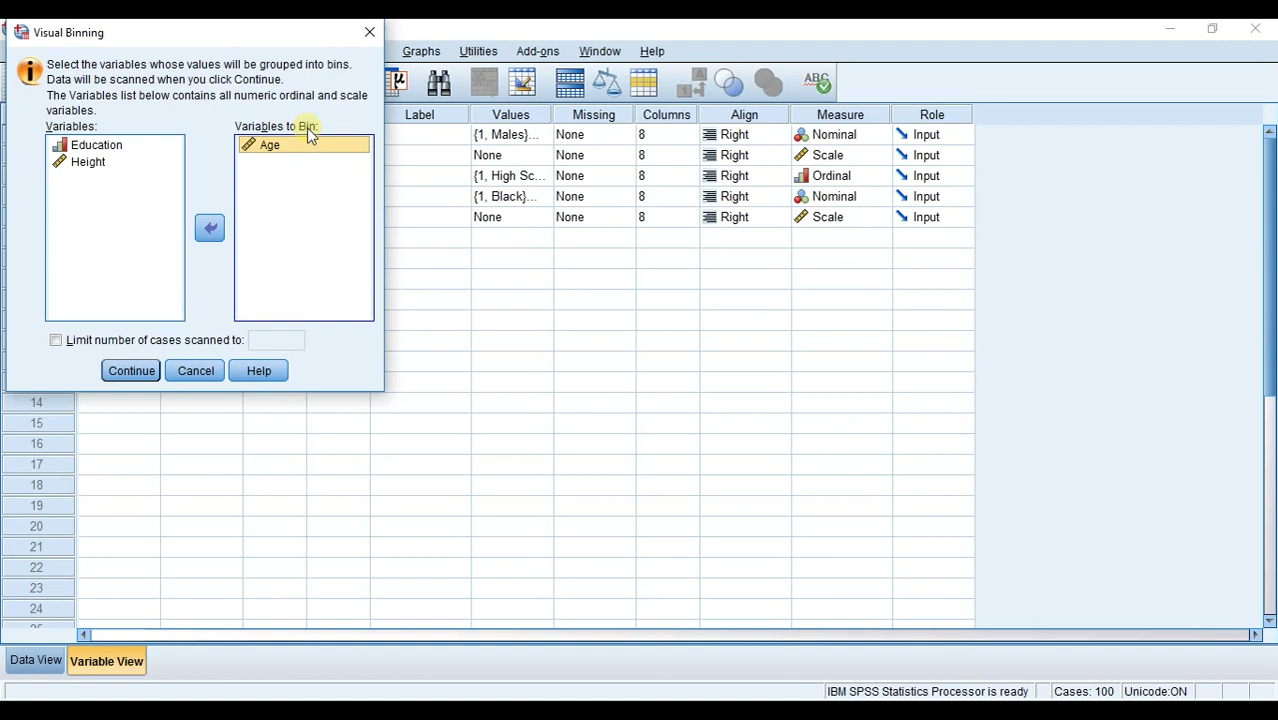 Visual Binning
Select the variables whose values will be grouped into bins.
Data will be scanned when you click Continue.
The Variables list below contains all numeric ordinal and scale
variables.
Variables:
Variables to Bin:
Education
Height
Age
Limit number of cases scanned to:
Continue Cancel Help
Graphs Utilities Add-ons Window Help
ABC
Label Values Missing Columns Align Measure Role
{1, Males}... None 8 Right Nominal Input
None None 8 Right Scale Input
{1, High Sc... None 8 Right Ordinal Input
{1, Black}... None 8 Right Nominal Input
None None 8 Right Scale Input
14
15
16
17
18
19
20
21
22
23
24
Data View Variable View
IBM SPSS Statistics Processor is ready Cases: 100 Unicode:ON